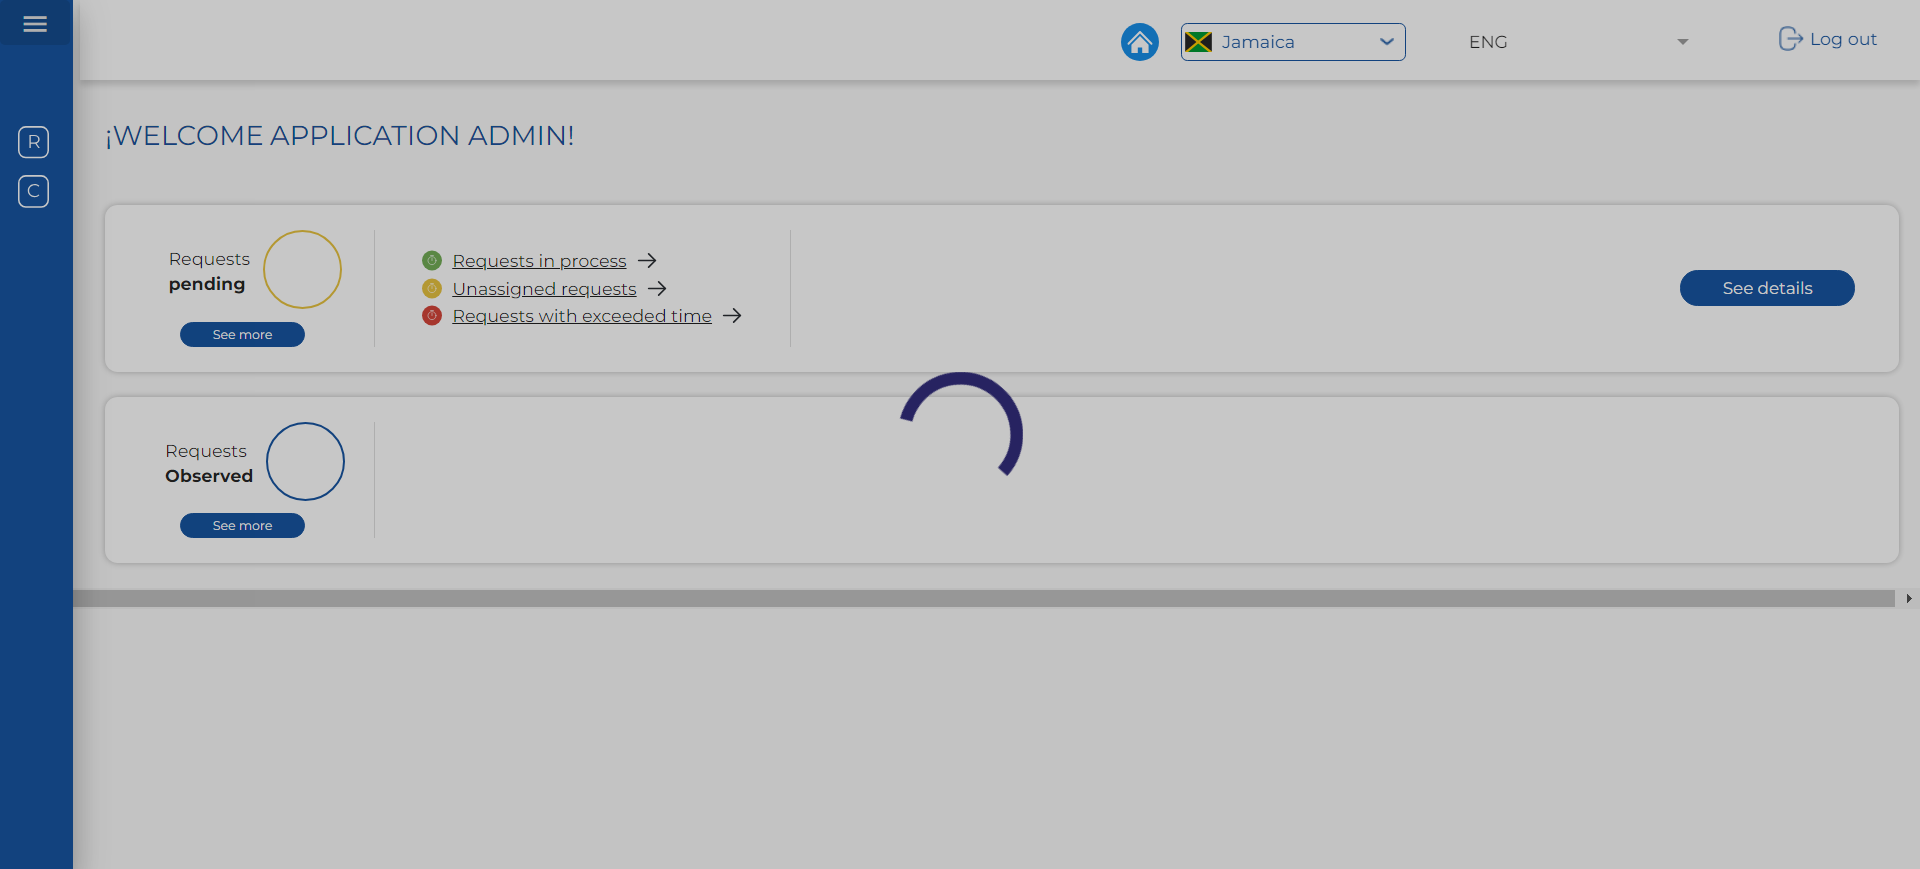 Jamaica
ENG
Log out
R
C
¡WELCOME APPLICATION ADMIN!
Requests
pending
See more
Requests in process
Unassigned requests
Requests with exceeded time
See details
Requests
Observed
See more